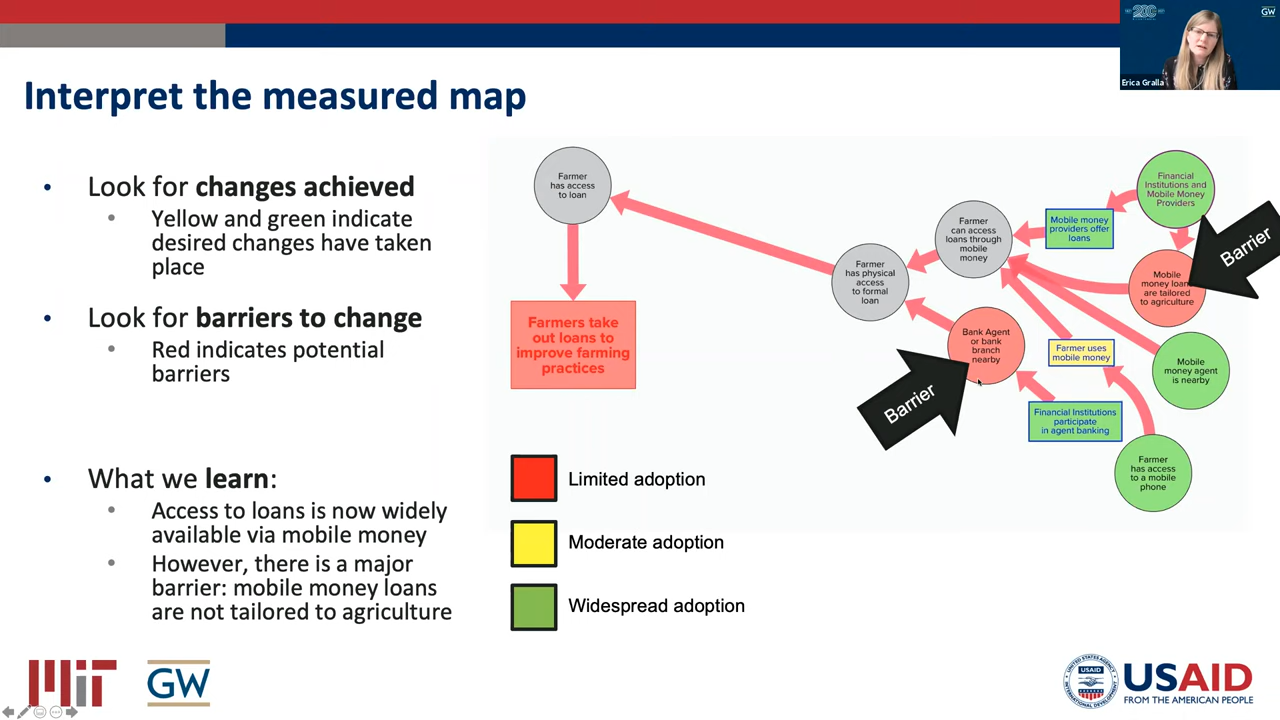 GW
Erica Gralla
Interpret the measured map
• Look for changes achieved
• Yellow and green indicate
desired changes have taken
place
• Look for barriers to change
• Red indicates potential
barriers
• What we learn:
• Access to loans is now widely
available via mobile money
• However, there is a major
barrier: mobile money loans
are not tailored to agriculture
Farmer
has access
to loan
Farmers take
out loans to
improve farming
practices
Farmer
has physical
access
to formal
loan
Farmer
can access
loans through
mobile
money
Mobile money
providers offer
loans
Financial
Institutions and
Mobile Money
Providers
Barrier
Mobile
money loans
are tailored
to agriculture
Bank Agent
or bank
branch
nearby
Barrier
Farmer uses
mobile money
Mobile
money agent
is nearby
Financial Institutions
participate
in agent banking
Farmer
has access
to a mobile
phone
Limited adoption
Moderate adoption
Widespread adoption
MIT
GW
USAID
FROM THE AMERICAN PEOPLE